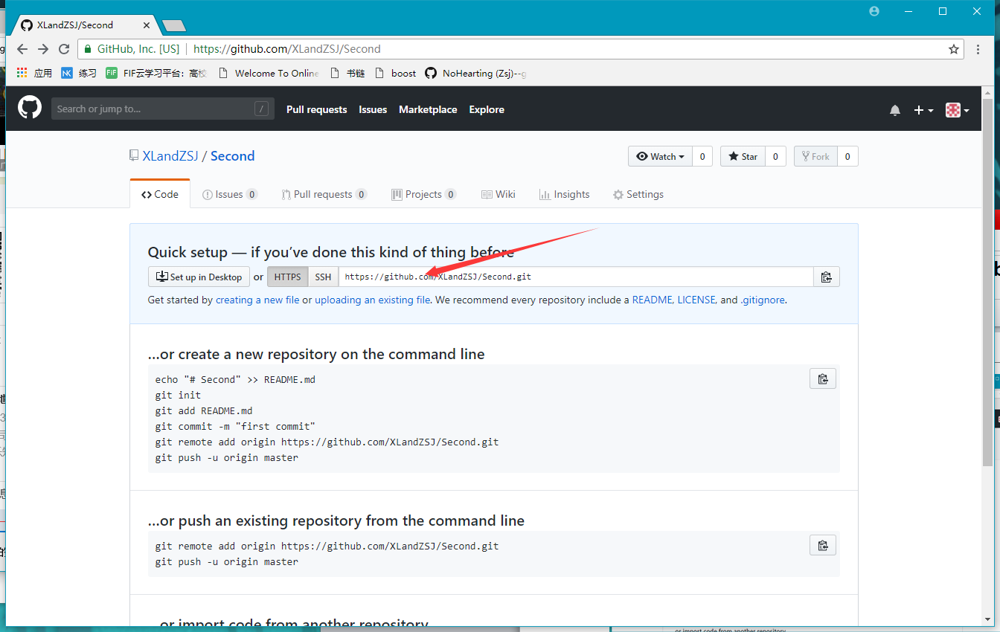 XLandZSJ/Second
GitHub, Inc. [US] https://github.com/XLandZSJ/Second
应用 NK 练习 FiF FIF云学习平台：高校 Welcome To Online 书链 boost NoHearting (Zsj)--g
Search or jump to... / Pull requests Issues Marketplace Explore
XLandZSJ / Second Watch 0 Star 0 Fork 0
Code Issues 0 Pull requests 0 Projects 0 Wiki Insights Settings
Quick setup — if you’ve done this kind of thing before
Set up in Desktop or HTTPS SSH https://github.com/XLandZSJ/Second.git
Get started by creating a new file or uploading an existing file. We recommend every repository include a README, LICENSE, and .gitignore.
…or create a new repository on the command line
echo "# Second" >> README.md
git init
git add README.md
git commit -m "first commit"
git remote add origin https://github.com/XLandZSJ/Second.git
git push -u origin master
…or push an existing repository from the command line
git remote add origin https://github.com/XLandZSJ/Second.git
git push -u origin master
…or import code from another repository
or import code from another repository